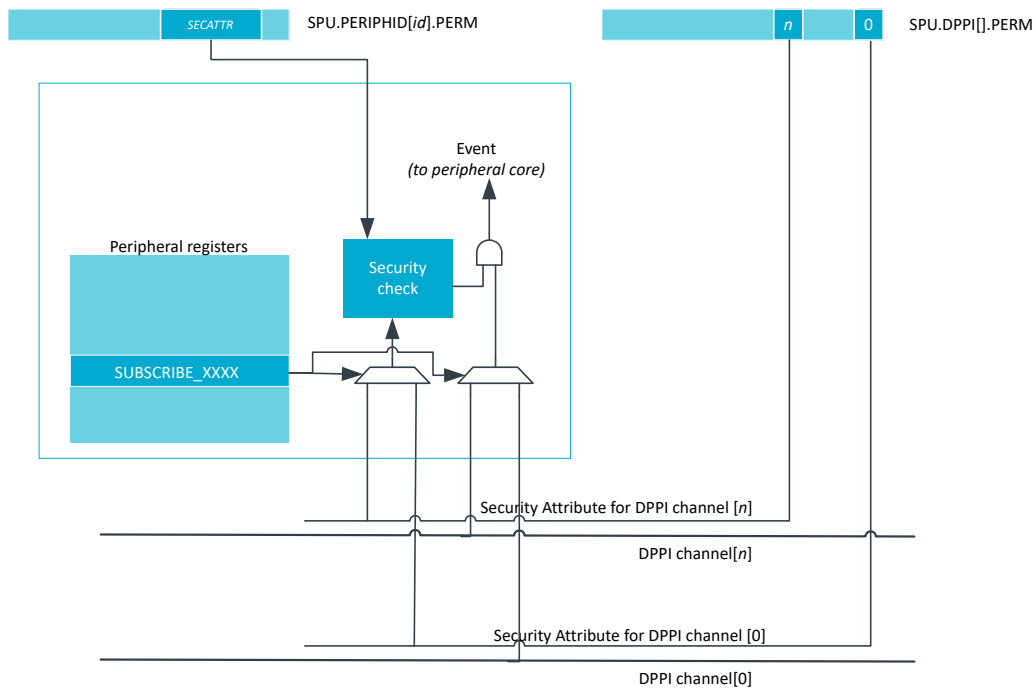 SECATTR
SPU.PERIPHID[id].PERM
n
0
SPU.DPPI[].PERM
Event
(to peripheral core)
Peripheral registers
Security
check
SUBSCRIBE_XXXX
Security Attribute for DPPI channel [n]
DPPI channel[n]
Security Attribute for DPPI channel [0]
DPPI channel[0]